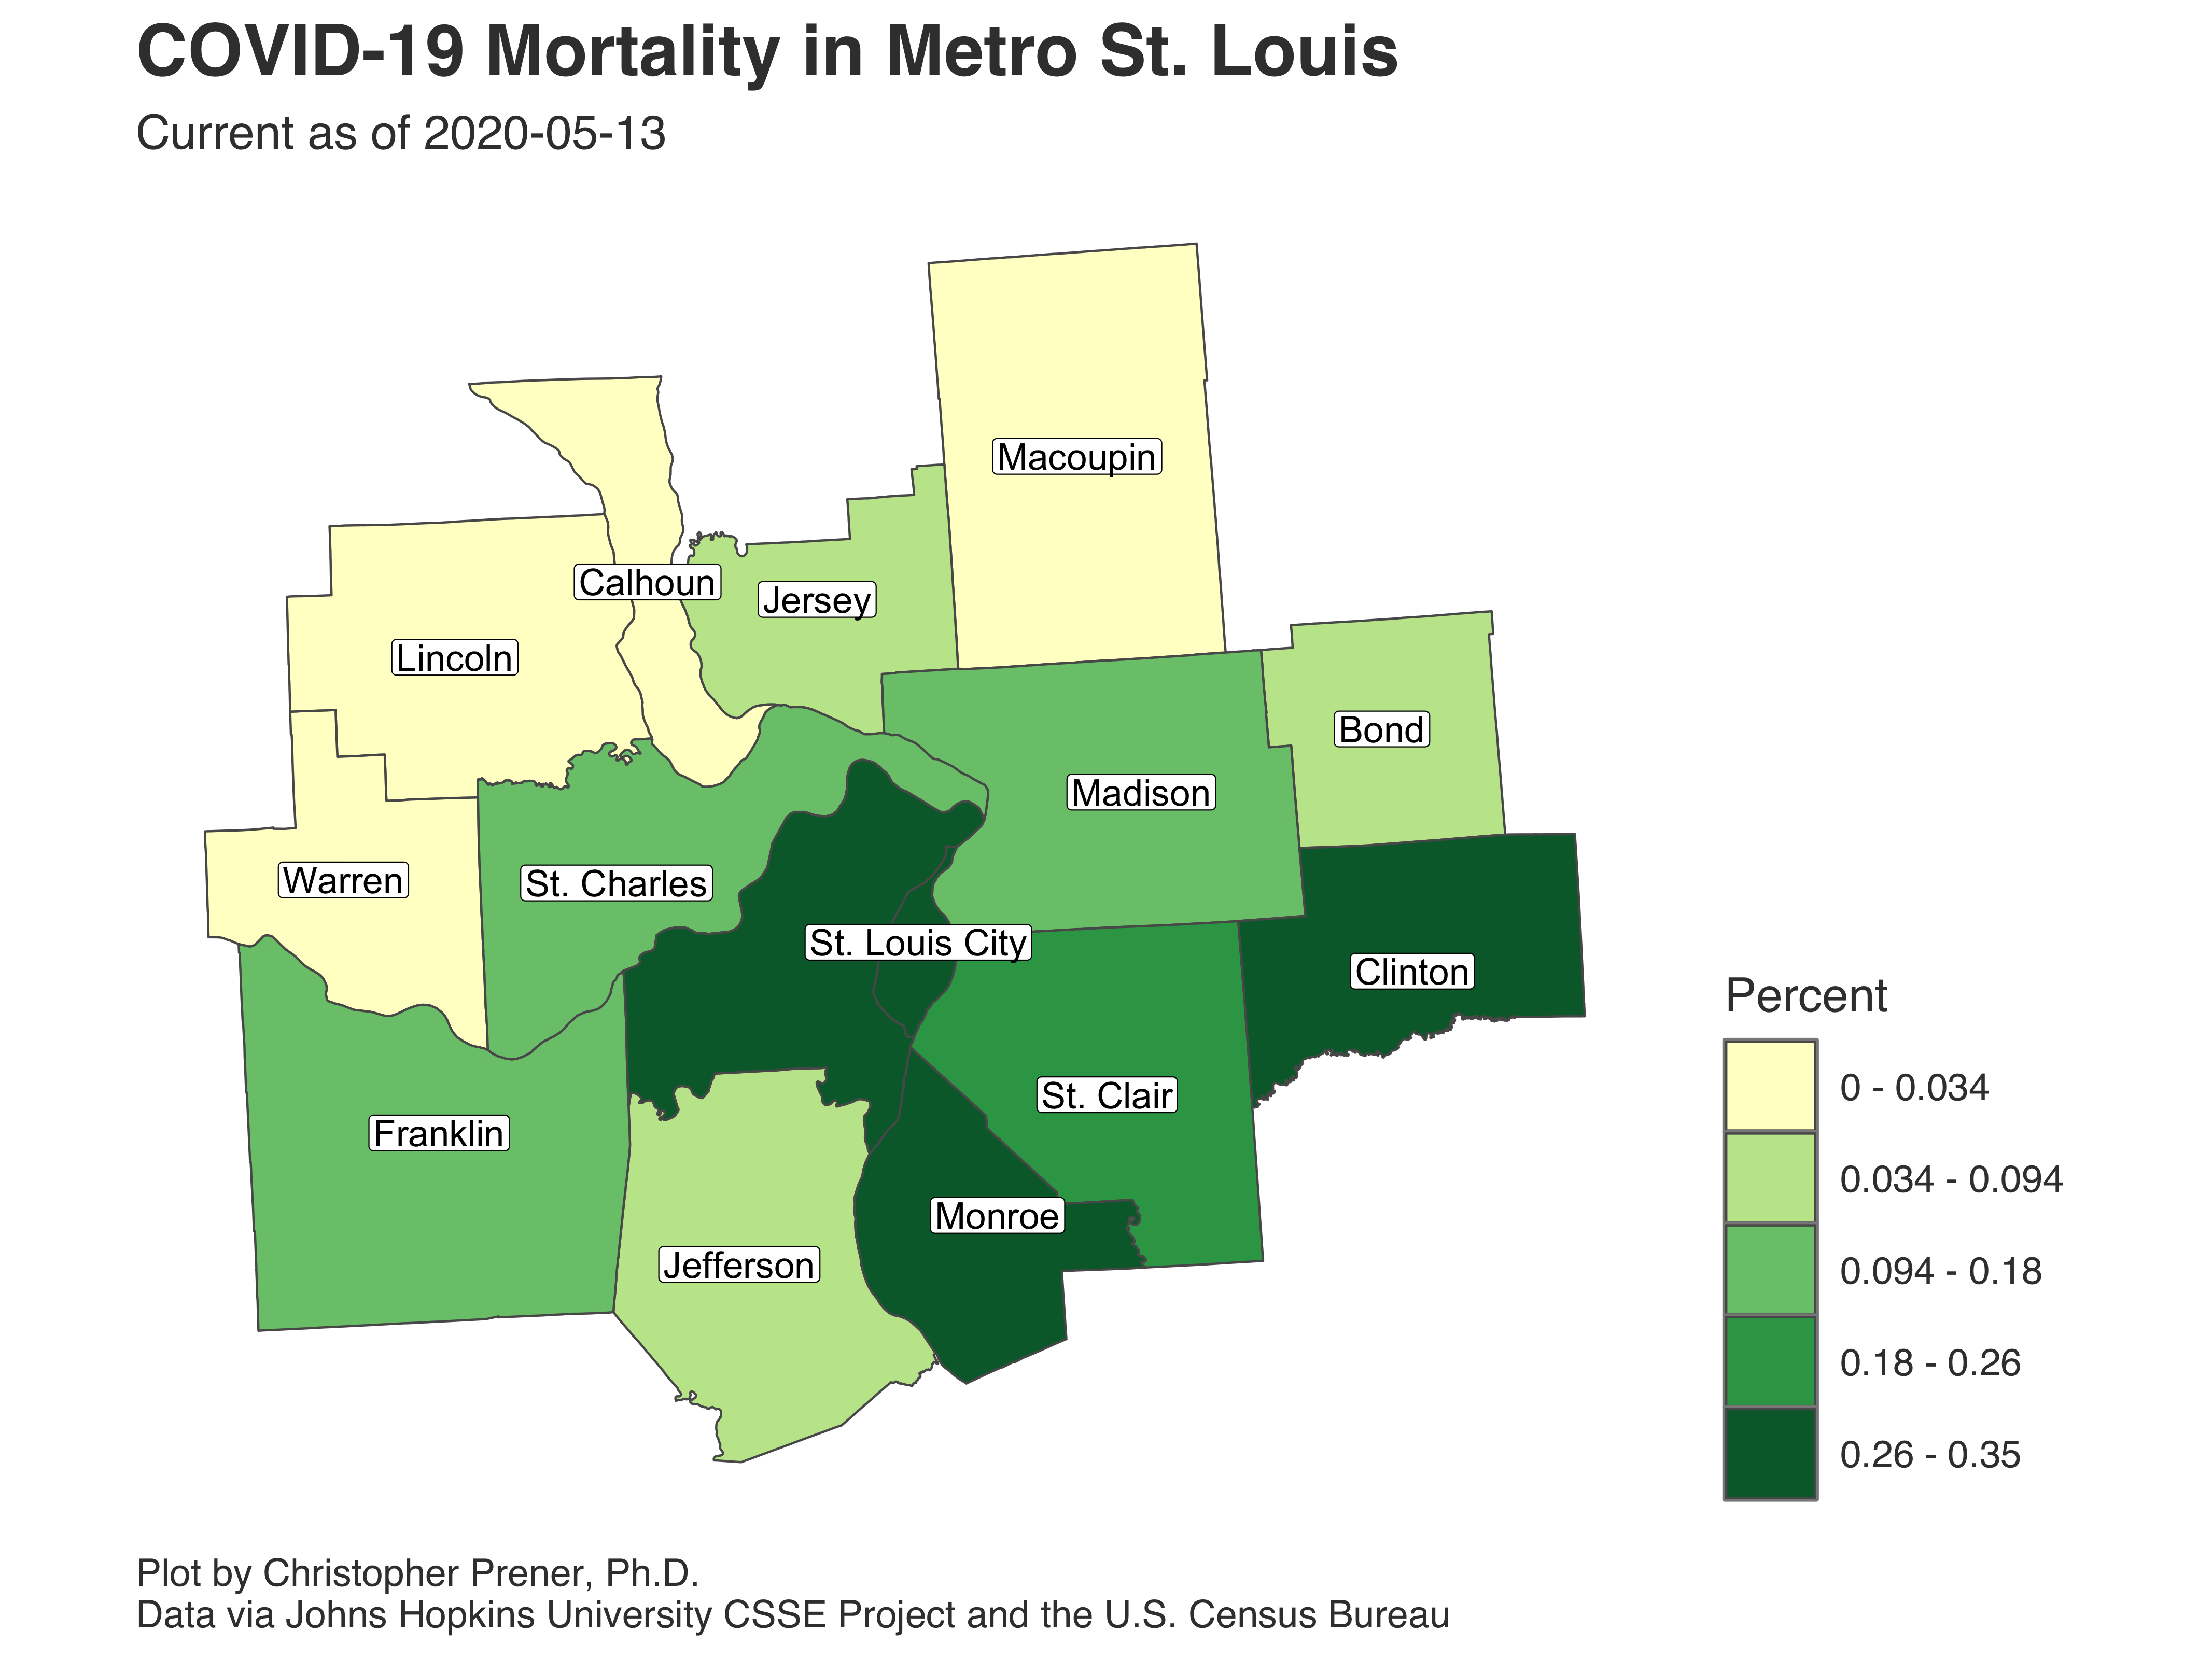 COVID-19 Mortality in Metro St. Louis
Current as of 2020-05-13
Macoupin
Calhoun
Jersey
Lincoln
Bond
Madison
Warren
St. Charles
St. Louis City
Clinton
St. Clair
Franklin
Monroe
Jefferson
Percent
0 - 0.034
0.034 - 0.094
0.094 - 0.18
0.18 - 0.26
0.26 - 0.35
Plot by Christopher Prener, Ph.D.
Data via Johns Hopkins University CSSE Project and the U.S. Census Bureau